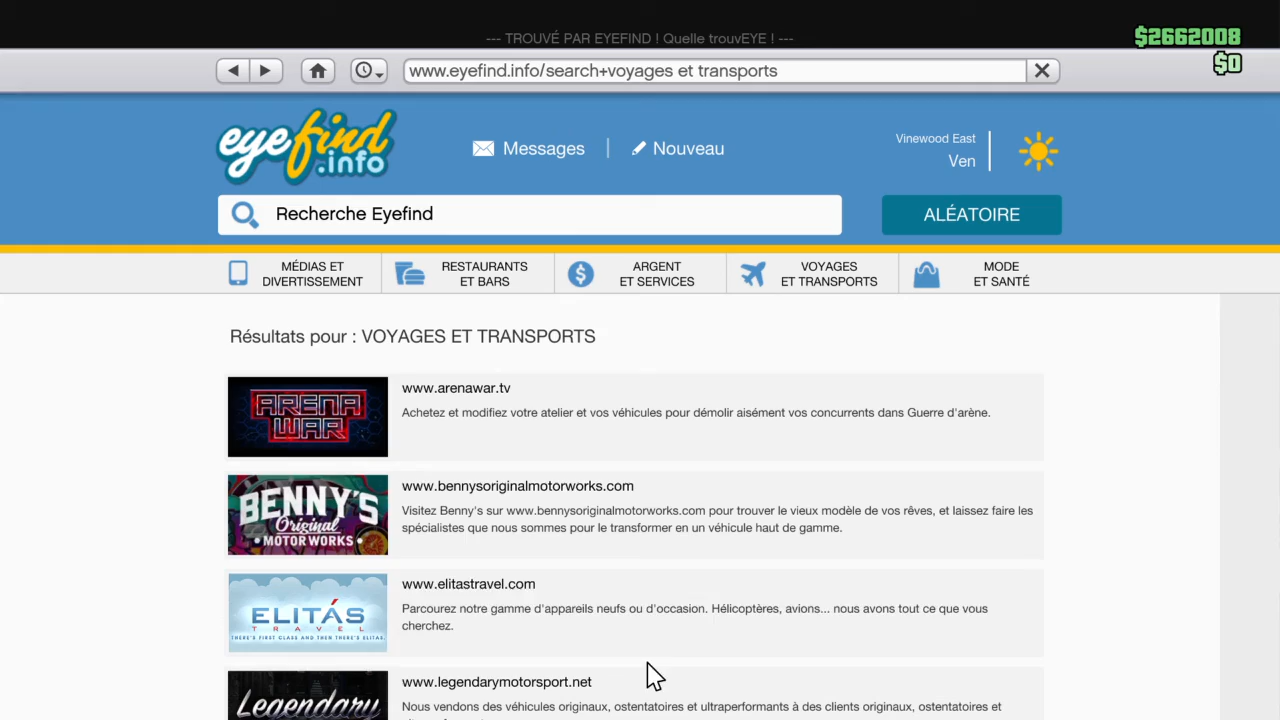 --- TROUVÉ PAR EYEFIND ! Quelle trouvEYE ! ---
$2662008
$0
www.eyefind.info/search+voyages et transports
eyefind
.info
Messages
Nouveau
Vinewood East
Ven
Recherche Eyefind
ALÉATOIRE
MÉDIAS ET
DIVERTISSEMENT
RESTAURANTS
ET BARS
ARGENT
ET SERVICES
VOYAGES
ET TRANSPORTS
MODE
ET SANTÉ
Résultats pour : VOYAGES ET TRANSPORTS
ARENA
WAR
www.arenawar.tv
Achetez et modifiez votre atelier et vos véhicules pour démolir aisément vos concurrents dans Guerre d'arène.
BENNY'S
Original
MOTOR WORKS
www.bennysoriginalmotorworks.com
Visitez Benny's sur www.bennysoriginalmotorworks.com pour trouver le vieux modèle de vos rêves, et laissez faire les
spécialistes que nous sommes pour le transformer en un véhicule haut de gamme.
ELITÁS
TRAVEL
THERE'S FIRST CLASS AND THEN THERE'S ELITAS.
www.elitastravel.com
Parcourez notre gamme d'appareils neufs ou d'occasion. Hélicoptères, avions... nous avons tout ce que vous
cherchez.
Legendary
www.legendarymotorsport.net
Nous vendons des véhicules originaux, ostentatoires et ultraperformants à des clients originaux, ostentatoires et